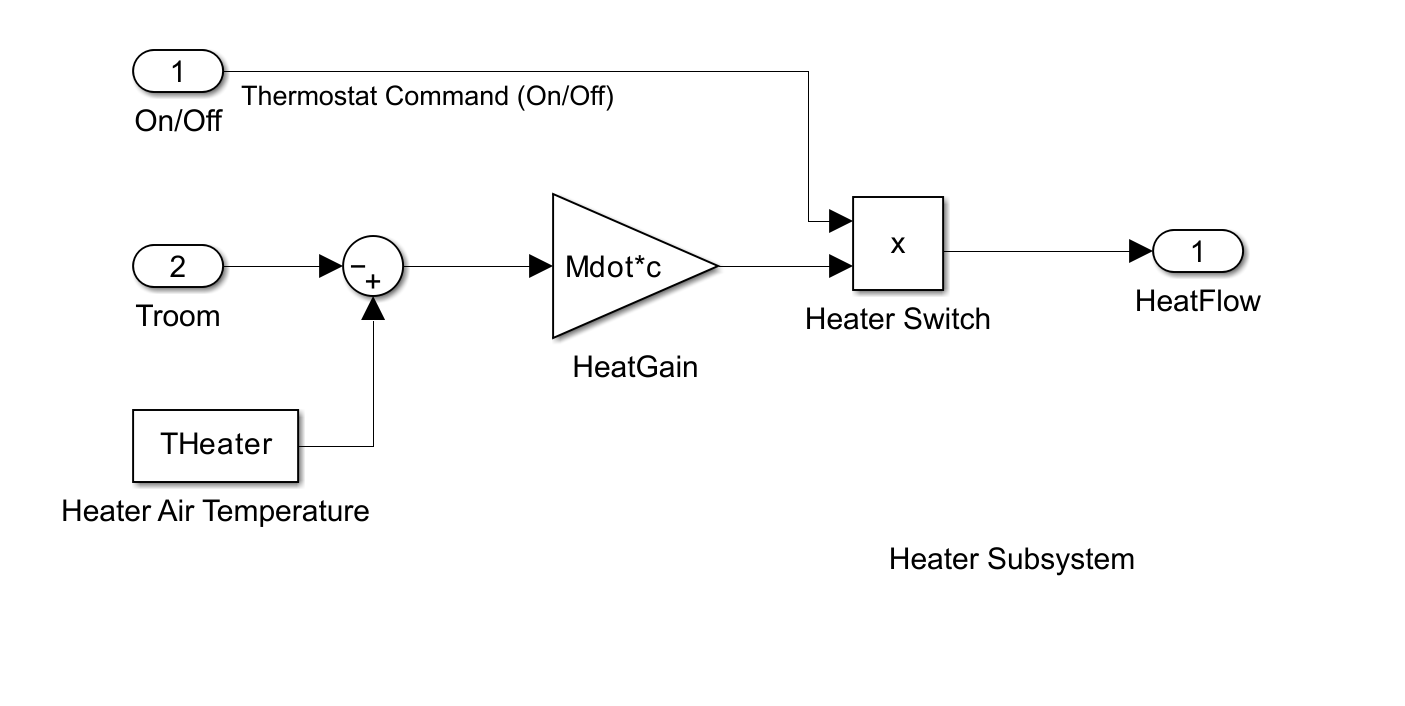 1
On/Off
Thermostat Command (On/Off)
2
Troom
−
+
Mdot*c
HeatGain
x
Heater Switch
1
HeatFlow
THeater
Heater Air Temperature
Heater Subsystem